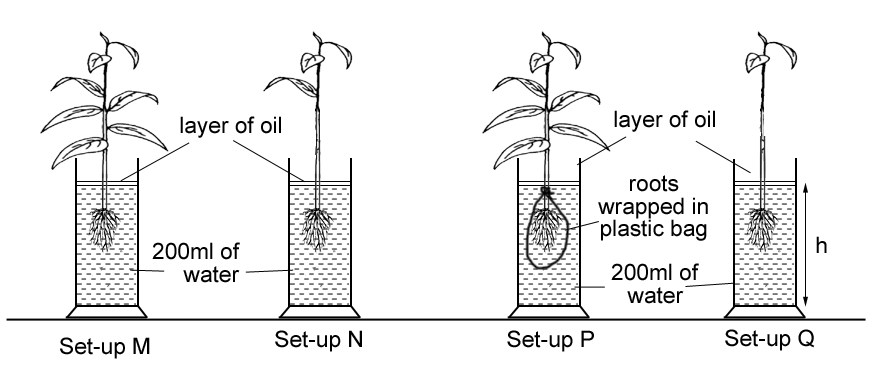 layer of oil
layer of oil
roots
wrapped in
plastic bag
200ml of
water
200ml of
water
h
Set-up M
Set-up N
Set-up P
Set-up Q